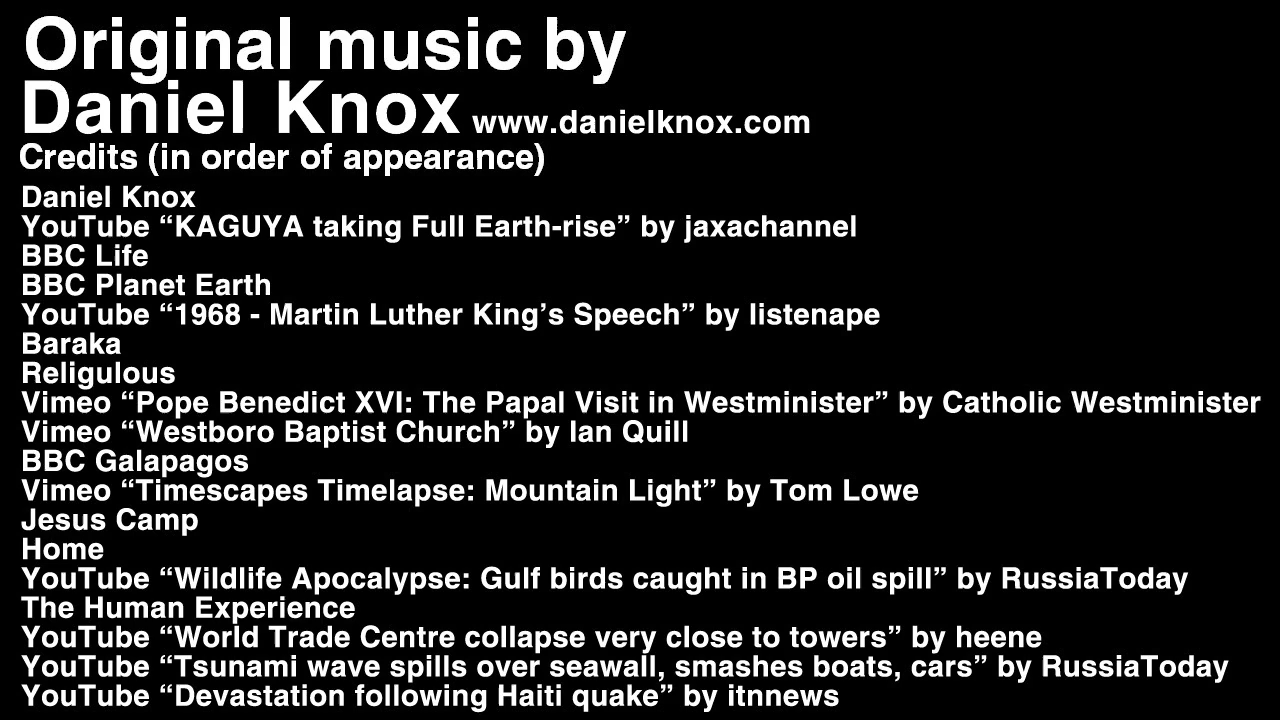 Original music by
Daniel Knox www.danielknox.com
Credits (in order of appearance)
Daniel Knox
YouTube “KAGUYA taking Full Earth-rise” by jaxachannel
BBC Life
BBC Planet Earth
YouTube “1968 - Martin Luther King’s Speech” by listenape
Baraka
Religulous
Vimeo “Pope Benedict XVI: The Papal Visit in Westminister” by Catholic Westminister
Vimeo “Westboro Baptist Church” by Ian Quill
BBC Galapagos
Vimeo “Timescapes Timelapse: Mountain Light” by Tom Lowe
Jesus Camp
Home
YouTube “Wildlife Apocalypse: Gulf birds caught in BP oil spill” by RussiaToday
The Human Experience
YouTube “World Trade Centre collapse very close to towers” by heene
YouTube “Tsunami wave spills over seawall, smashes boats, cars” by RussiaToday
YouTube “Devastation following Haiti quake” by itnnews